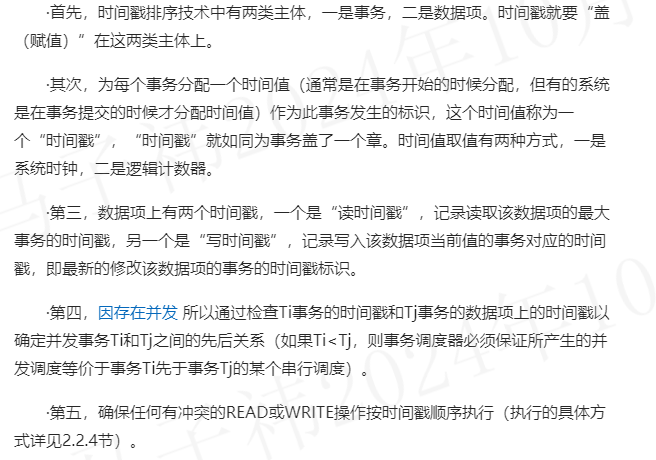 ·首先，时间戳排序技术中有两类主体，一是事务，二是数据项。时间戳就要“盖
（赋值）”在这两类主体上。
·其次，为每个事务分配一个时间值（通常是在事务开始的时候分配，但有的系统
是在事务提交的时候才分配时间值）作为此事务发生的标识，这个时间值称为一
个“时间戳”，“时间戳”就如同为事务盖了一个章。时间值取值有两种方式，一是
系统时钟，二是逻辑计数器。
·第三，数据项上有两个时间戳，一个是“读时间戳”，记录读取该数据项的最大
事务的时间戳，另一个是“写时间戳”，记录写入该数据项当前值的事务对应的时间
戳，即最新的修改该数据项的事务的时间戳标识。
·第四，因存在并发 所以通过检查Ti事务的时间戳和Tj事务的数据项上的时间戳以
确定并发事务Ti和Tj之间的先后关系（如果Ti<Tj，则事务调度器必须保证所产生的并
发调度等价于事务Ti先于事务Tj的某个串行调度）。
·第五，确保任何有冲突的READ或WRITE操作按时间戳顺序执行（执行的具体方
式详见2.2.4节）。